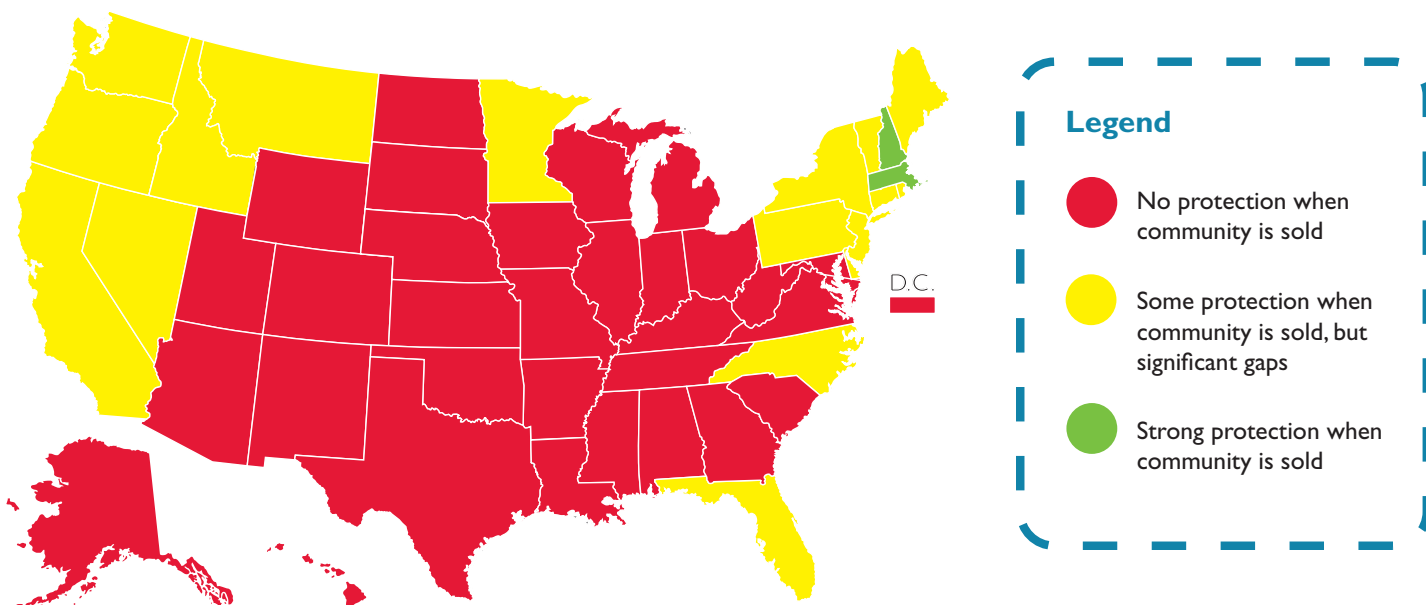 D.C.
Legend
No protection when
community is sold
Some protection when
community is sold, but
significant gaps
Strong protection when
community is sold